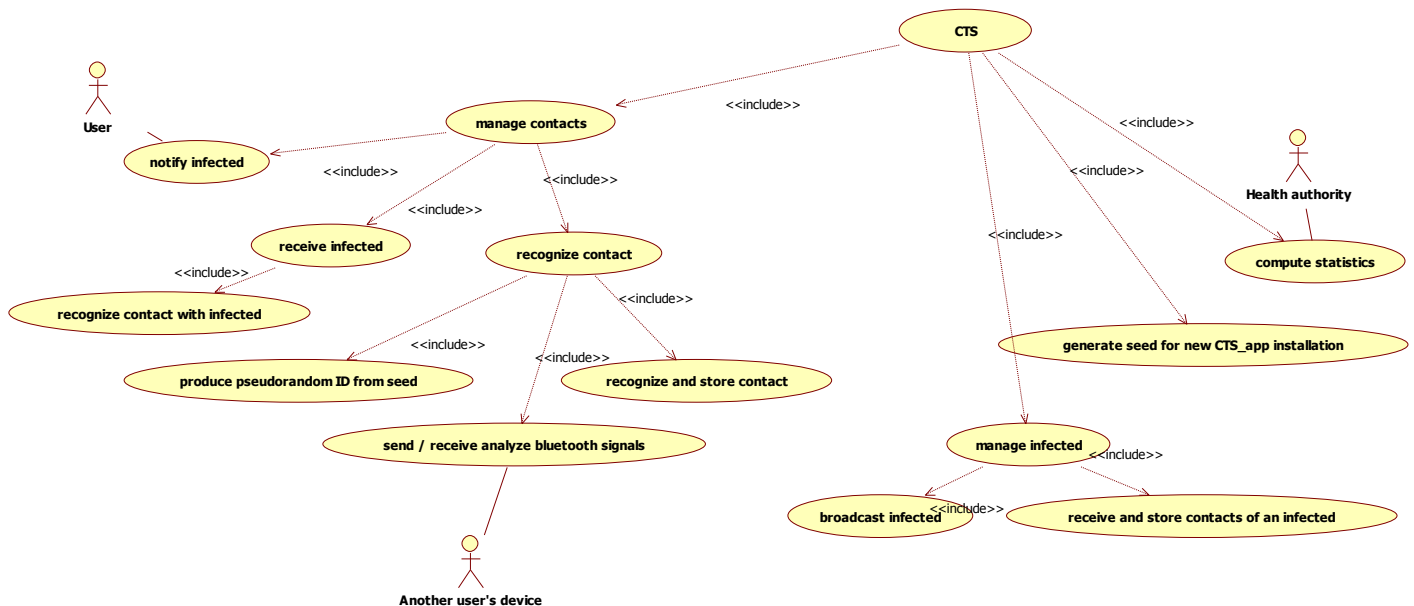 CTS
<<include>>
manage contacts
<<include>>
User
notify infected
<<include>>
<<include>>
Health authority
<<include>>
<<include>>
<<include>>
<<include>>
receive infected
recognize contact
compute statistics
<<include>>
<<include>>
recognize contact with infected
<<include>>
generate seed for new CTS_app installation
<<include>>
produce pseudorandom ID from seed
recognize and store contact
send / receive analyze bluetooth signals
manage infected
<<include>>
<<include>>
broadcast infected
receive and store contacts of an infected
Another user's device